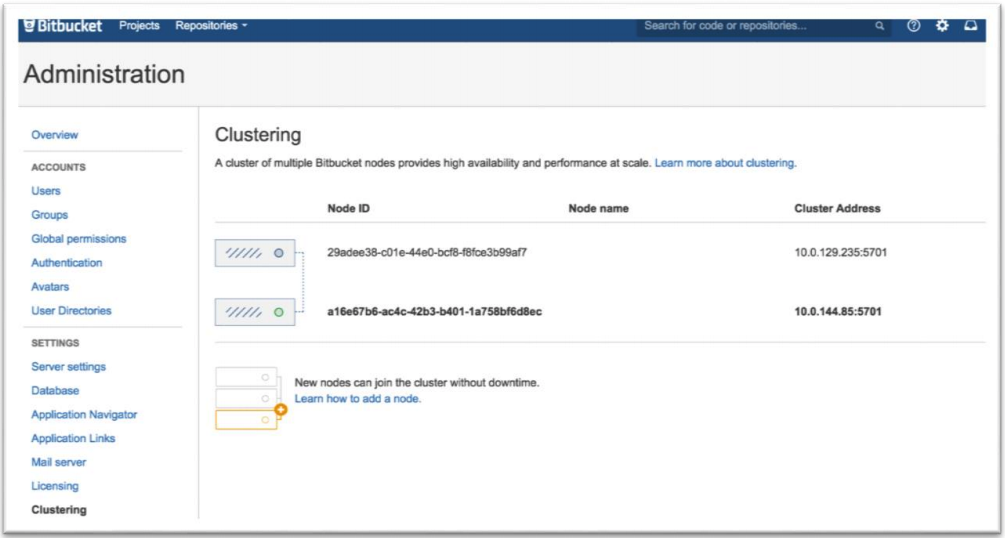 Bitbucket Projects Repositories Search for code or repositories...
Administration
Overview
ACCOUNTS
Users
Groups
Global permissions
Authentication
Avatars
User Directories
SETTINGS
Server settings
Database
Application Navigator
Application Links
Mail server
Licensing
Clustering
Clustering
A cluster of multiple Bitbucket nodes provides high availability and performance at scale. Learn more about clustering.
Node ID Node name Cluster Address
29adee38-c01e-44e0-bcf8-f8fce3b99af7 10.0.129.235:5701
a16e67b6-ac4c-42b3-b401-1a758bf6d8ec 10.0.144.85:5701
New nodes can join the cluster without downtime.
Learn how to add a node.